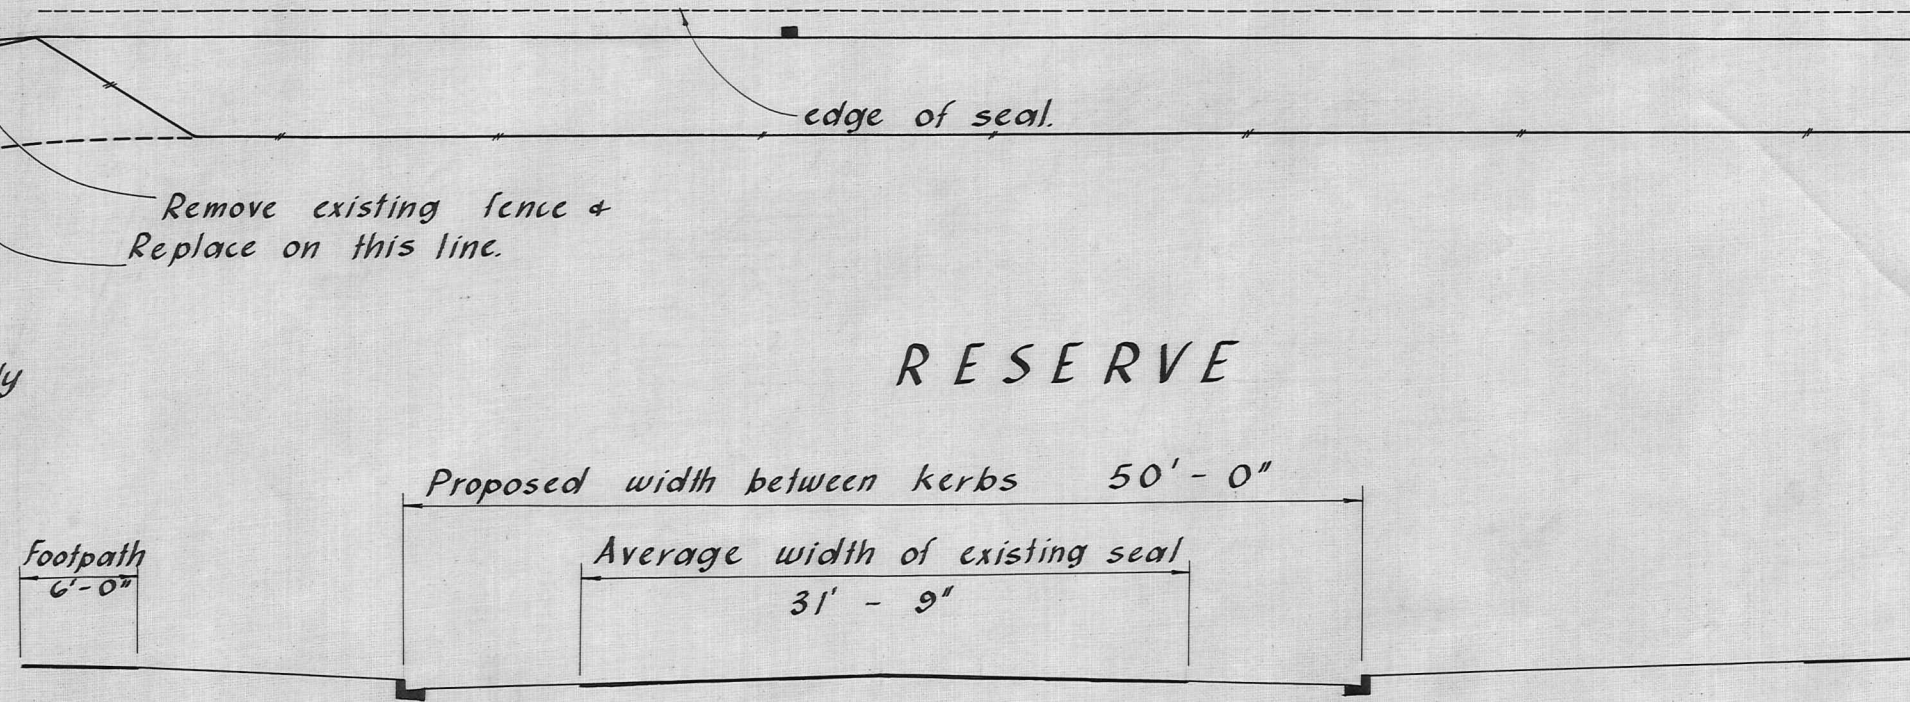 edge of seal.
Remove existing fence &
Replace on this line.
RESERVE
Proposed width between kerbs 50' - 0"
Footpath
6'-0"
Average width of existing seal
31' - 9"